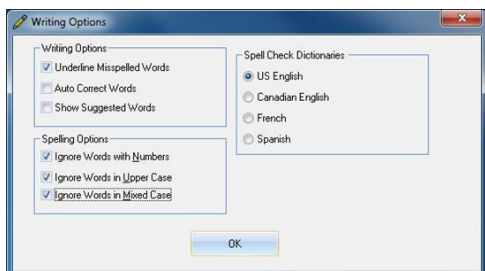 Writing Options
Writing Options
Underline Misspelled Words
Auto Correct Words
Show Suggested Words
Spelling Options
Ignore Words with Numbers
Ignore Words in Upper Case
Ignore Words in Mixed Case
Spell Check Dictionaries
US English
Canadian English
French
Spanish
OK